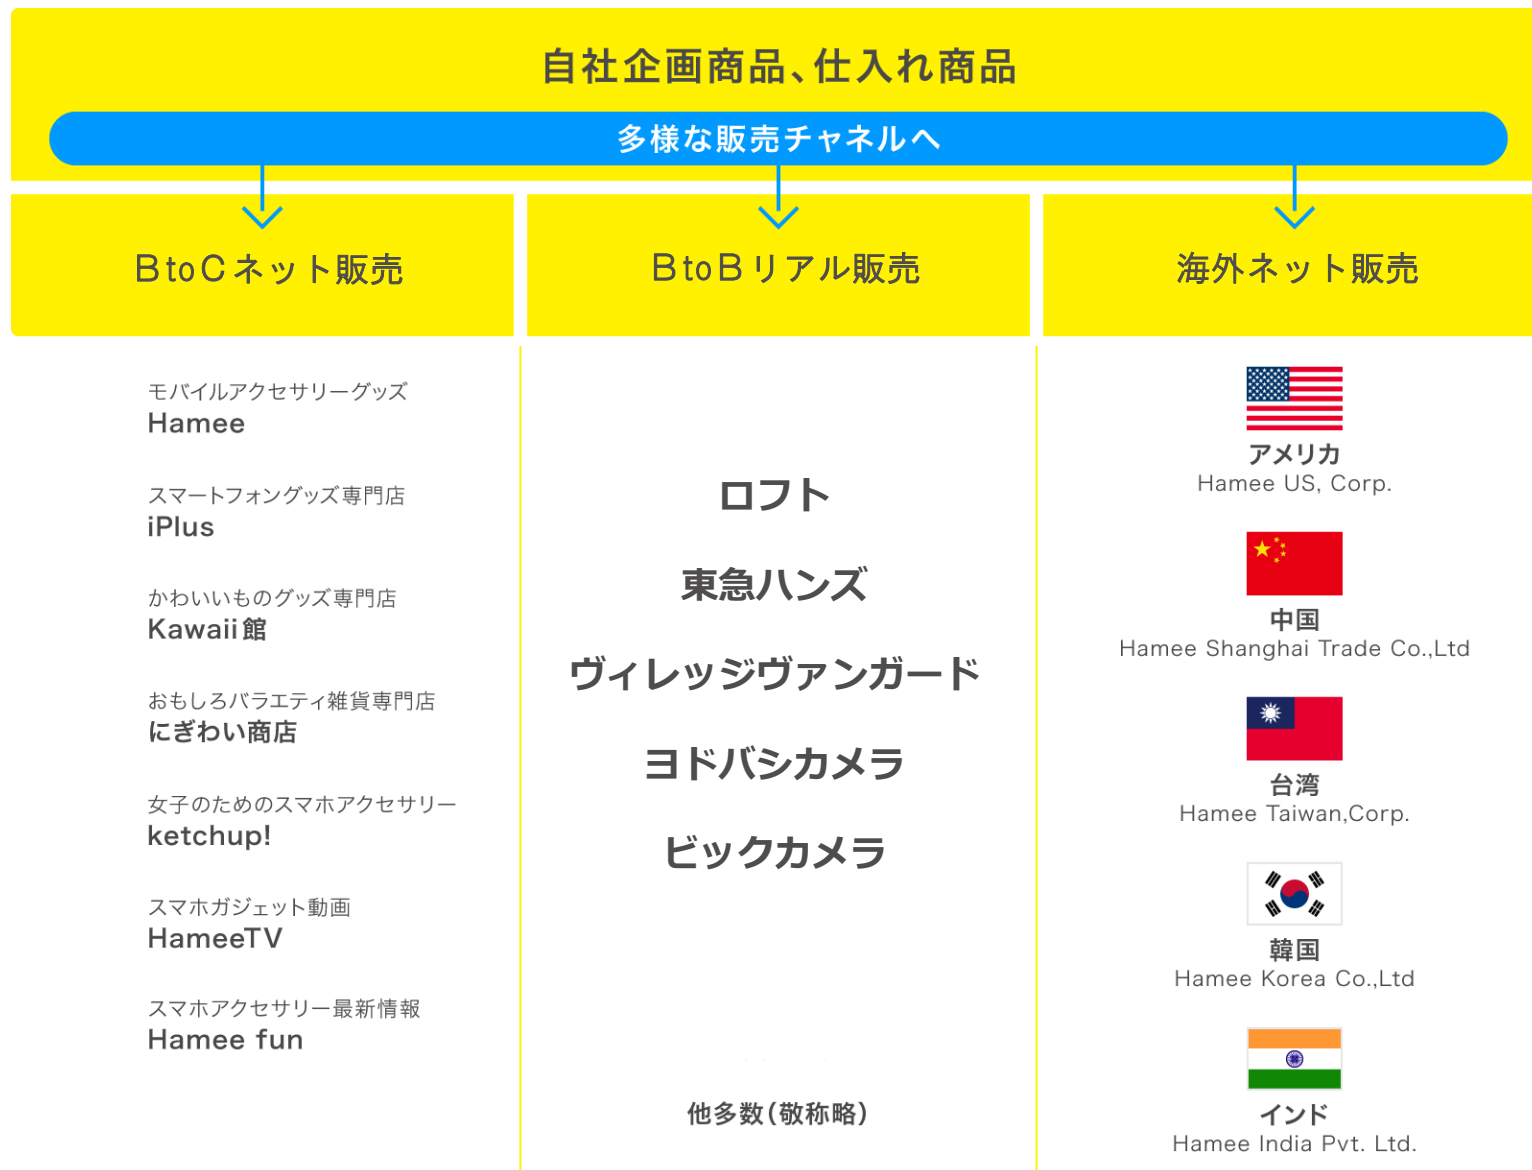 自社企画商品、仕入れ商品
多様な販売チャネルへ
BtoCネット販売
モバイルアクセサリーグッズ
Hamee
スマートフォングッズ専門店
iPlus
かわいいものグッズ専門店
Kawaii館
おもしろバラエティ雑貨専門店
にぎわい商店
女子のためのスマホアクセサリー
ketchup!
スマホガジェット動画
HameeTV
スマホアクセサリー最新情報
Hamee fun
BtoBリアル販売
ロフト
東急ハンズ
ヴィレッジヴァンガード
ヨドバシカメラ
ビックカメラ
他多数(敬称略)
海外ネット販売
アメリカ
Hamee US, Corp.
中国
Hamee Shanghai Trade Co.,Ltd
台湾
Hamee Taiwan,Corp.
韓国
Hamee Korea Co.,Ltd
インド
Hamee India Pvt. Ltd.